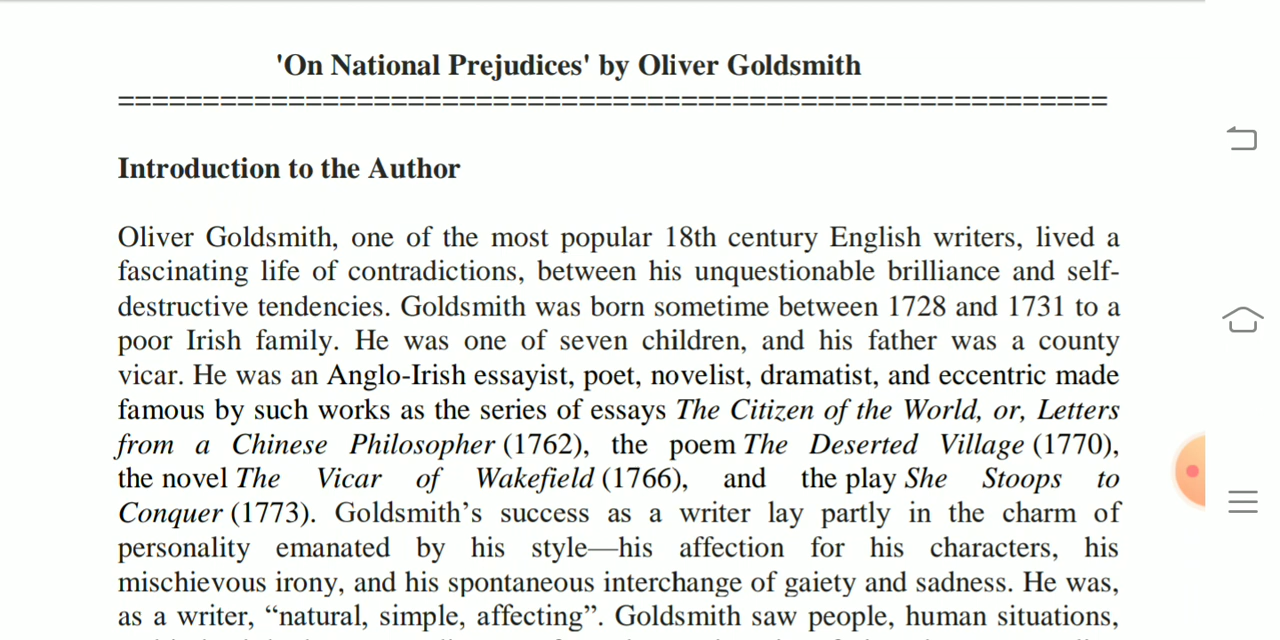 'On National Prejudices' by Oliver Goldsmith
===========================================================
Introduction to the Author
Oliver Goldsmith, one of the most popular 18th century English writers, lived a
fascinating life of contradictions, between his unquestionable brilliance and self-
destructive tendencies. Goldsmith was born sometime between 1728 and 1731 to a
poor Irish family. He was one of seven children, and his father was a county
vicar. He was an Anglo-Irish essayist, poet, novelist, dramatist, and eccentric made
famous by such works as the series of essays The Citizen of the World, or, Letters
from a Chinese Philosopher (1762), the poem The Deserted Village (1770),
the novel The Vicar of Wakefield (1766), and the play She Stoops to
Conquer (1773). Goldsmith’s success as a writer lay partly in the charm of
personality emanated by his style—his affection for his characters, his
mischievous irony, and his spontaneous interchange of gaiety and sadness. He was,
as a writer, “natural, simple, affecting”. Goldsmith saw people, human situations,